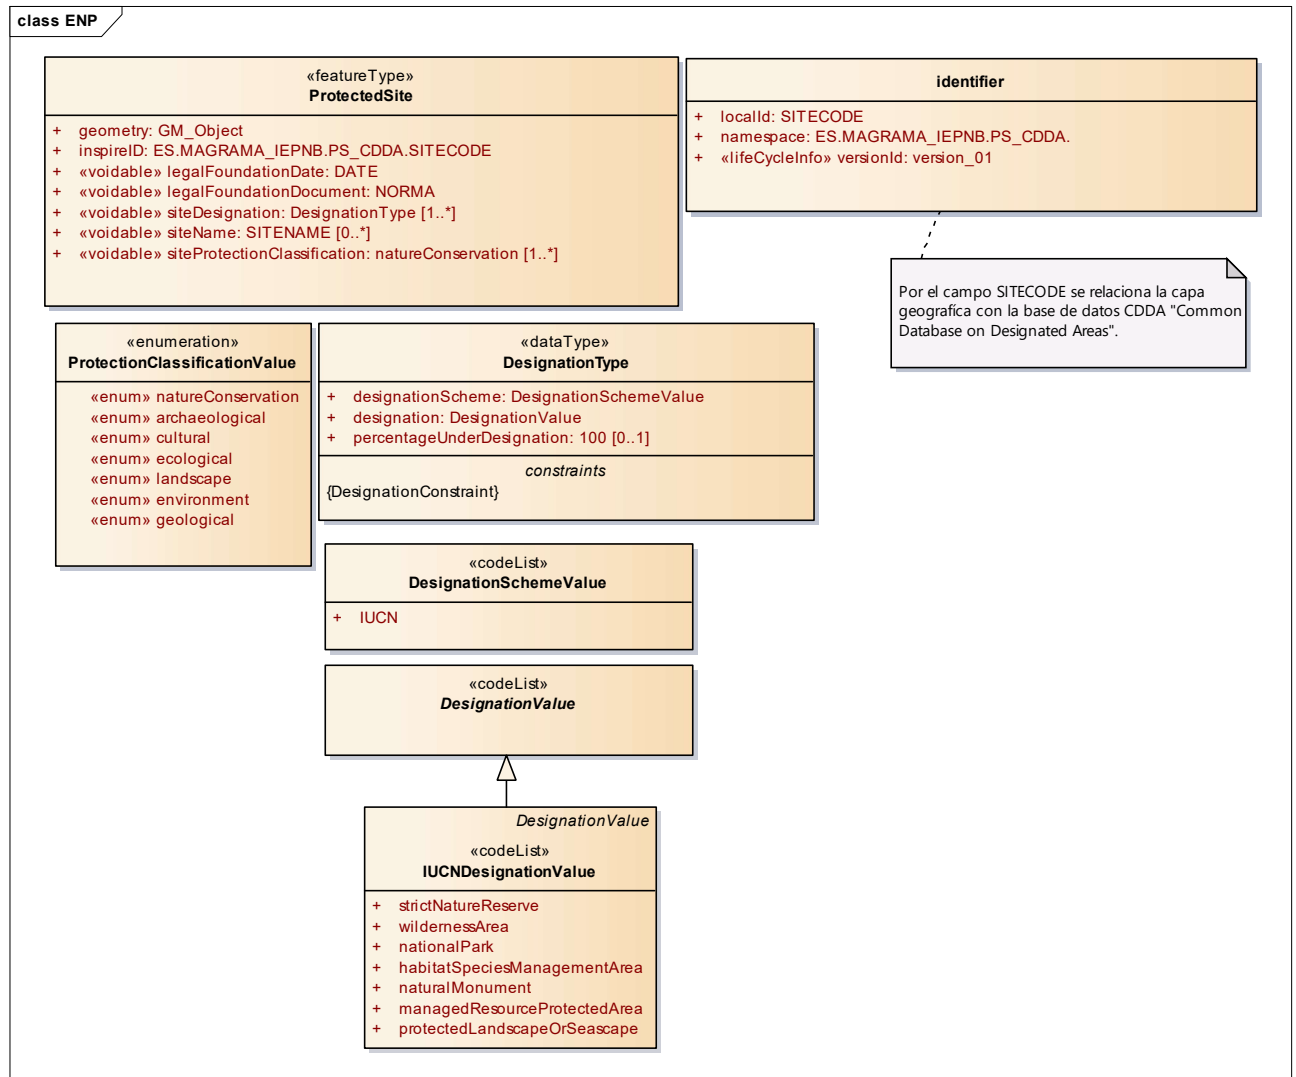 class ENP
«featureType»
ProtectedSite
+ geometry: GM_Object
+ inspireID: ES.MAGRAMA_IEPNB.PS_CDDA.SITECODE
+ «voidable» legalFoundationDate: DATE
+ «voidable» legalFoundationDocument: NORMA
+ «voidable» siteDesignation: DesignationType [1..*]
+ «voidable» siteName: SITENAME [0..*]
+ «voidable» siteProtectionClassification: natureConservation [1..*]
identifier
+ localId: SITECODE
+ namespace: ES.MAGRAMA_IEPNB.PS_CDDA.
+ «lifeCycleInfo» versionId: version_01
Por el campo SITECODE se relaciona la capa
geografíca con la base de datos CDDA "Common
Database on Designated Areas".
«enumeration»
ProtectionClassificationValue
«enum» natureConservation
«enum» archaeological
«enum» cultural
«enum» ecological
«enum» landscape
«enum» environment
«enum» geological
«dataType»
DesignationType
+ designationScheme: DesignationSchemeValue
+ designation: DesignationValue
+ percentageUnderDesignation: 100 [0..1]
constraints
{DesignationConstraint}
«codeList»
DesignationSchemeValue
+ IUCN
«codeList»
DesignationValue
DesignationValue
«codeList»
IUCNDesignationValue
+ strictNatureReserve
+ wildernessArea
+ nationalPark
+ habitatSpeciesManagementArea
+ naturalMonument
+ managedResourceProtectedArea
+ protectedLandscapeOrSeascape